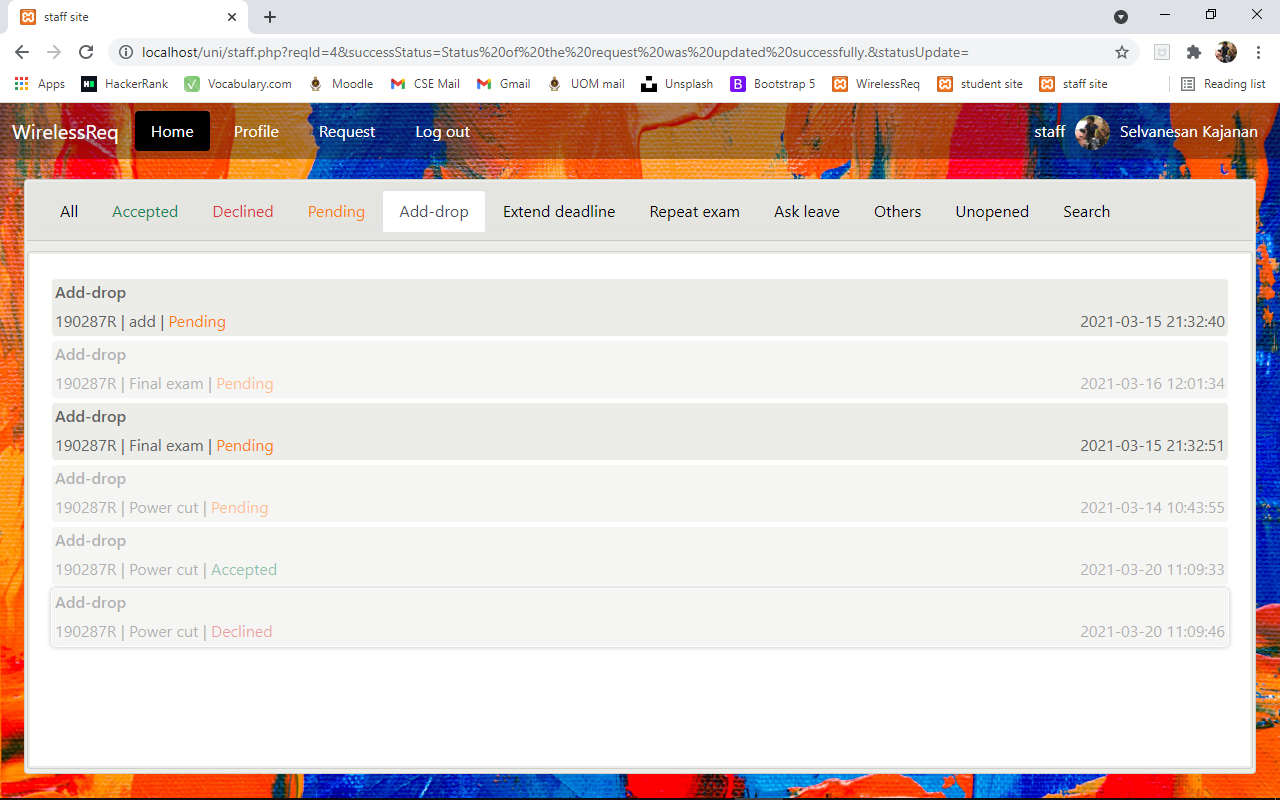 staff site
localhost/uni/staff.php?reqId=4&successStatus=Status%20of%20the%20request%20was%20updated%20successfully.&statusUpdate=
Apps HackerRank Vocabulary.com Moodle CSE Mail Gmail UOM mail Unsplash Bootstrap 5 WirelessReq student site staff site Reading list
WirelessReq Home Profile Request Log out staff Selvanesan Kajanan
All Accepted Declined Pending Add-drop Extend deadline Repeat exam Ask leave Others Unopened Search
Add-drop
190287R | add | Pending 2021-03-15 21:32:40
Add-drop
190287R | Final exam | Pending 2021-03-16 12:01:34
Add-drop
190287R | Final exam | Pending 2021-03-15 21:32:51
Add-drop
190287R | Power cut | Pending 2021-03-14 10:43:55
Add-drop
190287R | Power cut | Accepted 2021-03-20 11:09:33
Add-drop
190287R | Power cut | Declined 2021-03-20 11:09:46